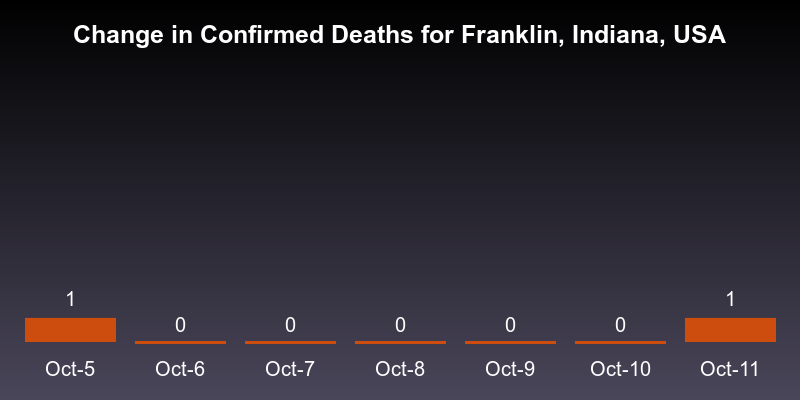 Change in Confirmed Deaths for Franklin, Indiana, USA
1 0 0 0 0 0 1
Oct-5 Oct-6 Oct-7 Oct-8 Oct-9 Oct-10 Oct-11